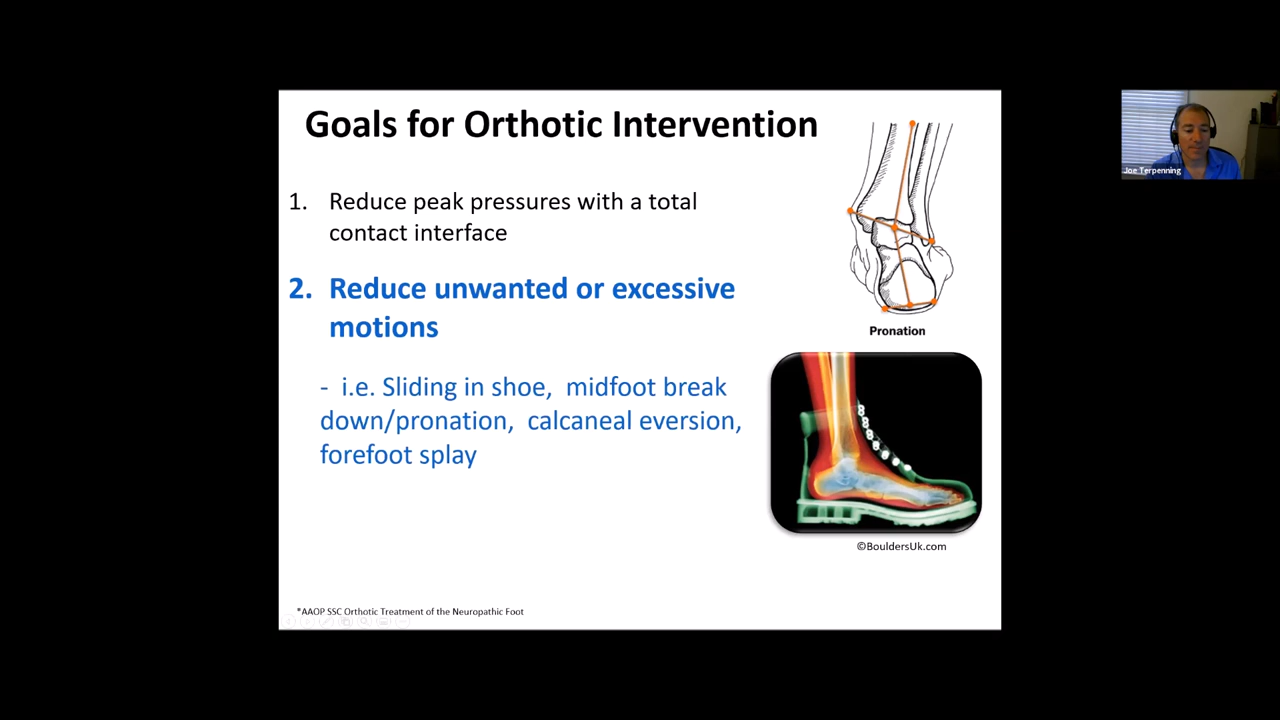 Goals for Orthotic Intervention
1. Reduce peak pressures with a total
contact interface
2. Reduce unwanted or excessive
motions
- i.e. Sliding in shoe, midfoot break
down/pronation, calcaneal eversion,
forefoot splay
Pronation
©BouldersUk.com
*AAOP SSC Orthotic Treatment of the Neuropathic Foot
Joe Terpenning